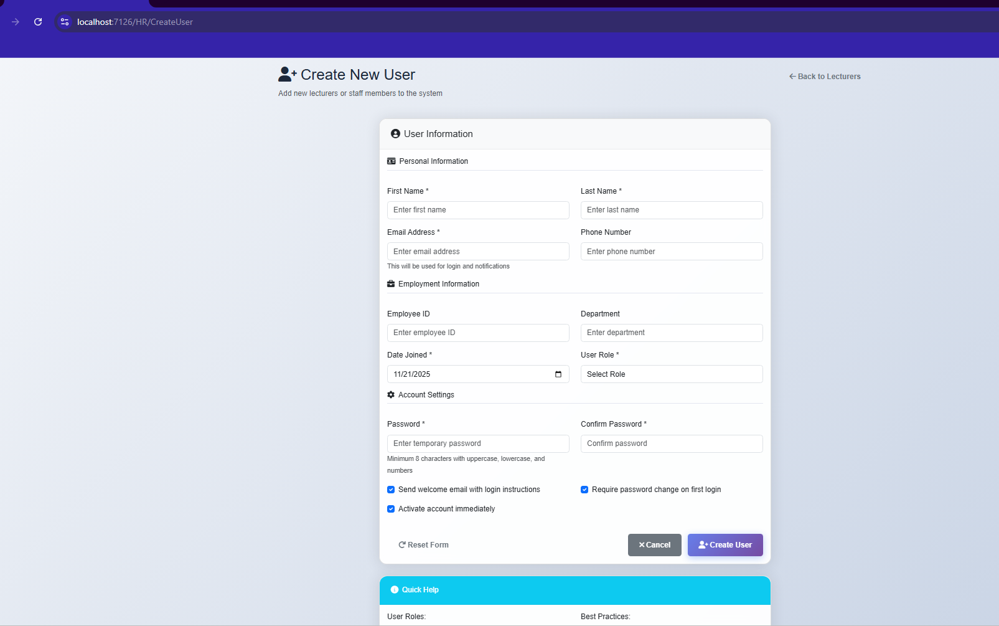 localhost:7126/HR/CreateUser
Create New User
Back to Lecturers
Add new lecturers or staff members to the system
User Information
Personal Information
First Name *
Last Name *
Enter first name
Enter last name
Email Address *
Phone Number
Enter email address
Enter phone number
This will be used for login and notifications
Employment Information
Employee ID
Department
Enter employee ID
Enter department
Date Joined *
User Role *
11/21/2025
Select Role
Account Settings
Password *
Confirm Password *
Enter temporary password
Confirm password
Minimum 8 characters with uppercase, lowercase, and
numbers
Send welcome email with login instructions
Require password change on first login
Activate account immediately
Reset Form
Cancel
Create User
Quick Help
User Roles:
Best Practices: